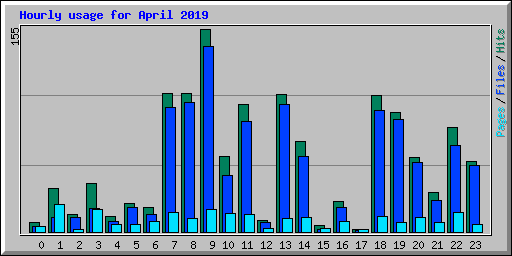 Hourly usage for April 2019
155
Pages/Files/Hits
0 1 2 3 4 5 6 7 8 9 10 11 12 13 14 15 16 17 18 19 20 21 22 23